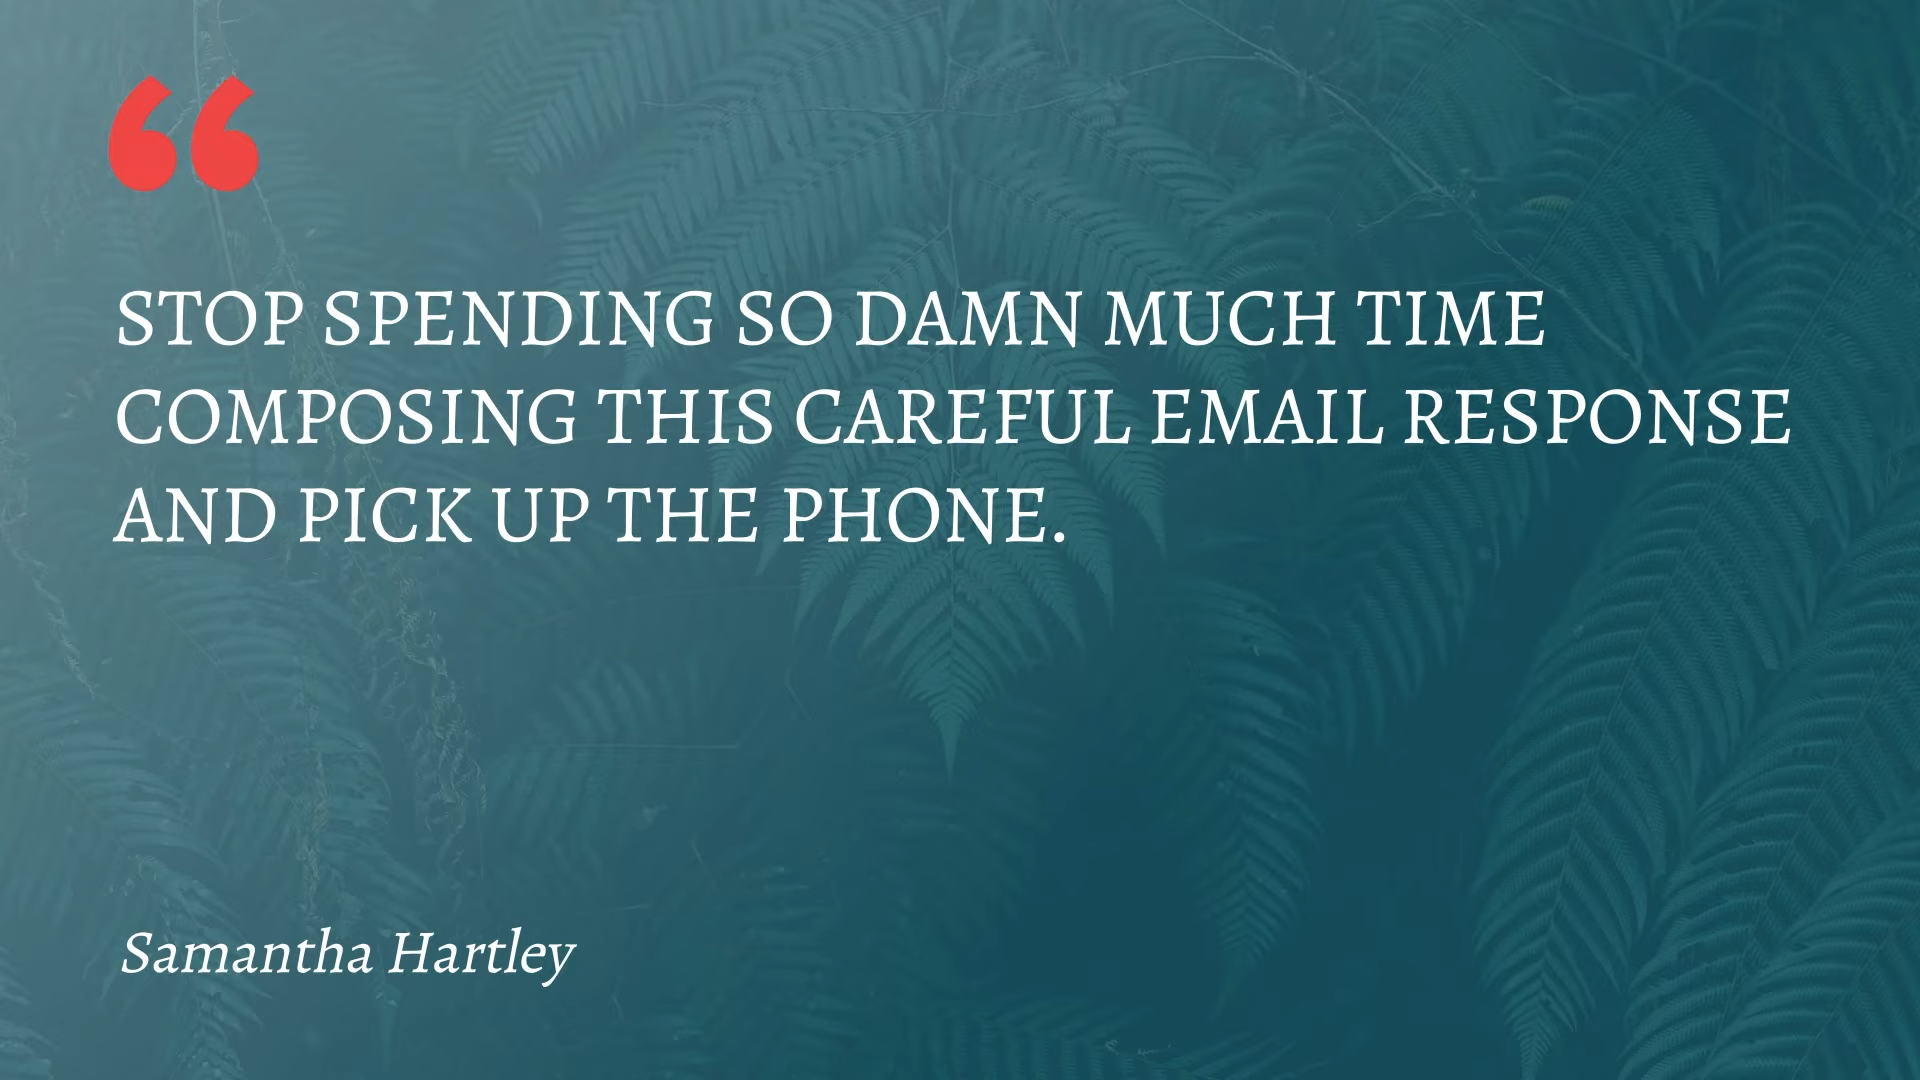 “
STOP SPENDING SO DAMN MUCH TIME
COMPOSING THIS CAREFUL EMAIL RESPONSE
AND PICK UP THE PHONE.
Samantha Hartley